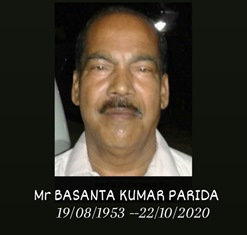 Mr BASANTA KUMAR PARIDA
19/08/1953 --22/10/2020